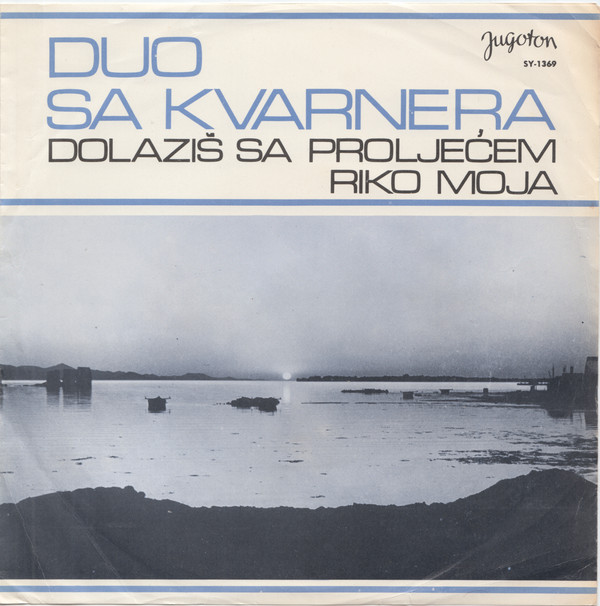 Jugoton
SY-1369
DUO
SA KVARNERA
DOLAZIŠ SA PROLJEĆEM
RIKO MOJA